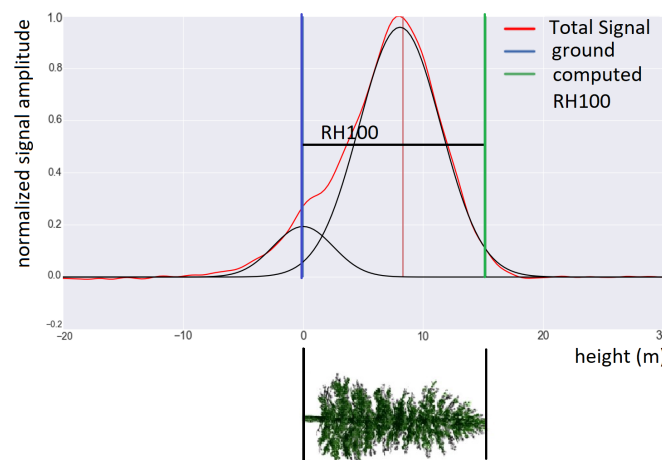 normalized signal amplitude
1.0
0.8
0.6
0.4
0.2
0.0
-0.2
−20
−10
0
10
20
30
height (m)
RH100
Total Signal
ground
computed
RH100